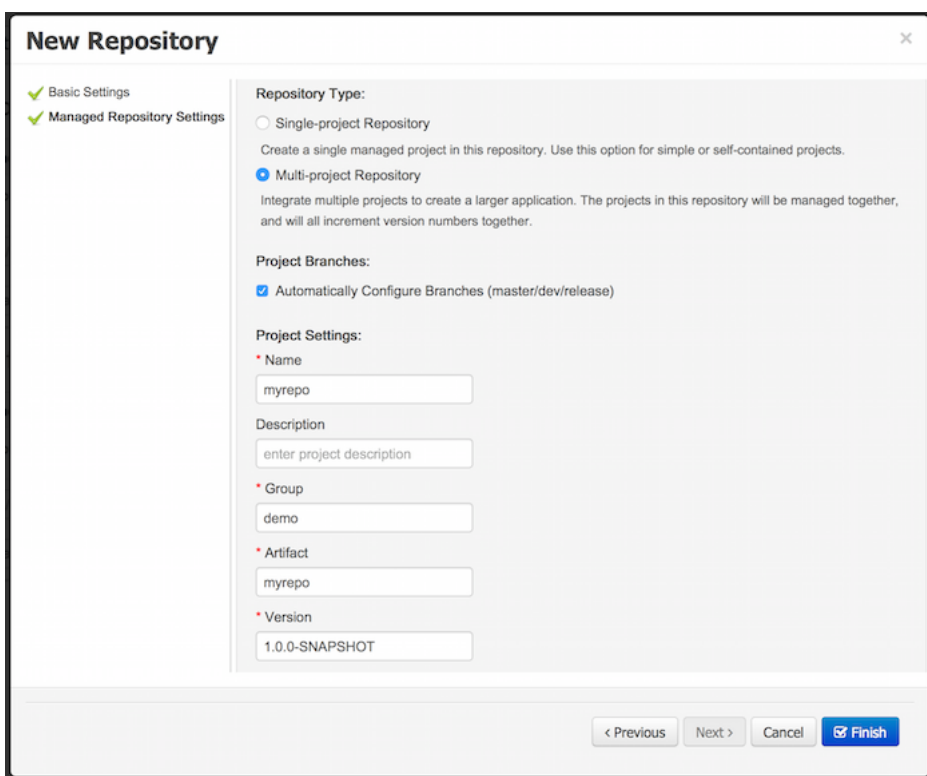 New Repository
×
Basic Settings
Managed Repository Settings
Repository Type:
Single-project Repository
Create a single managed project in this repository. Use this option for simple or self-contained projects.
Multi-project Repository
Integrate multiple projects to create a larger application. The projects in this repository will be managed together,
and will all increment version numbers together.
Project Branches:
Automatically Configure Branches (master/dev/release)
Project Settings:
* Name
myrepo
Description
enter project description
* Group
demo
* Artifact
myrepo
* Version
1.0.0-SNAPSHOT
‹ Previous
Next ›
Cancel
Finish